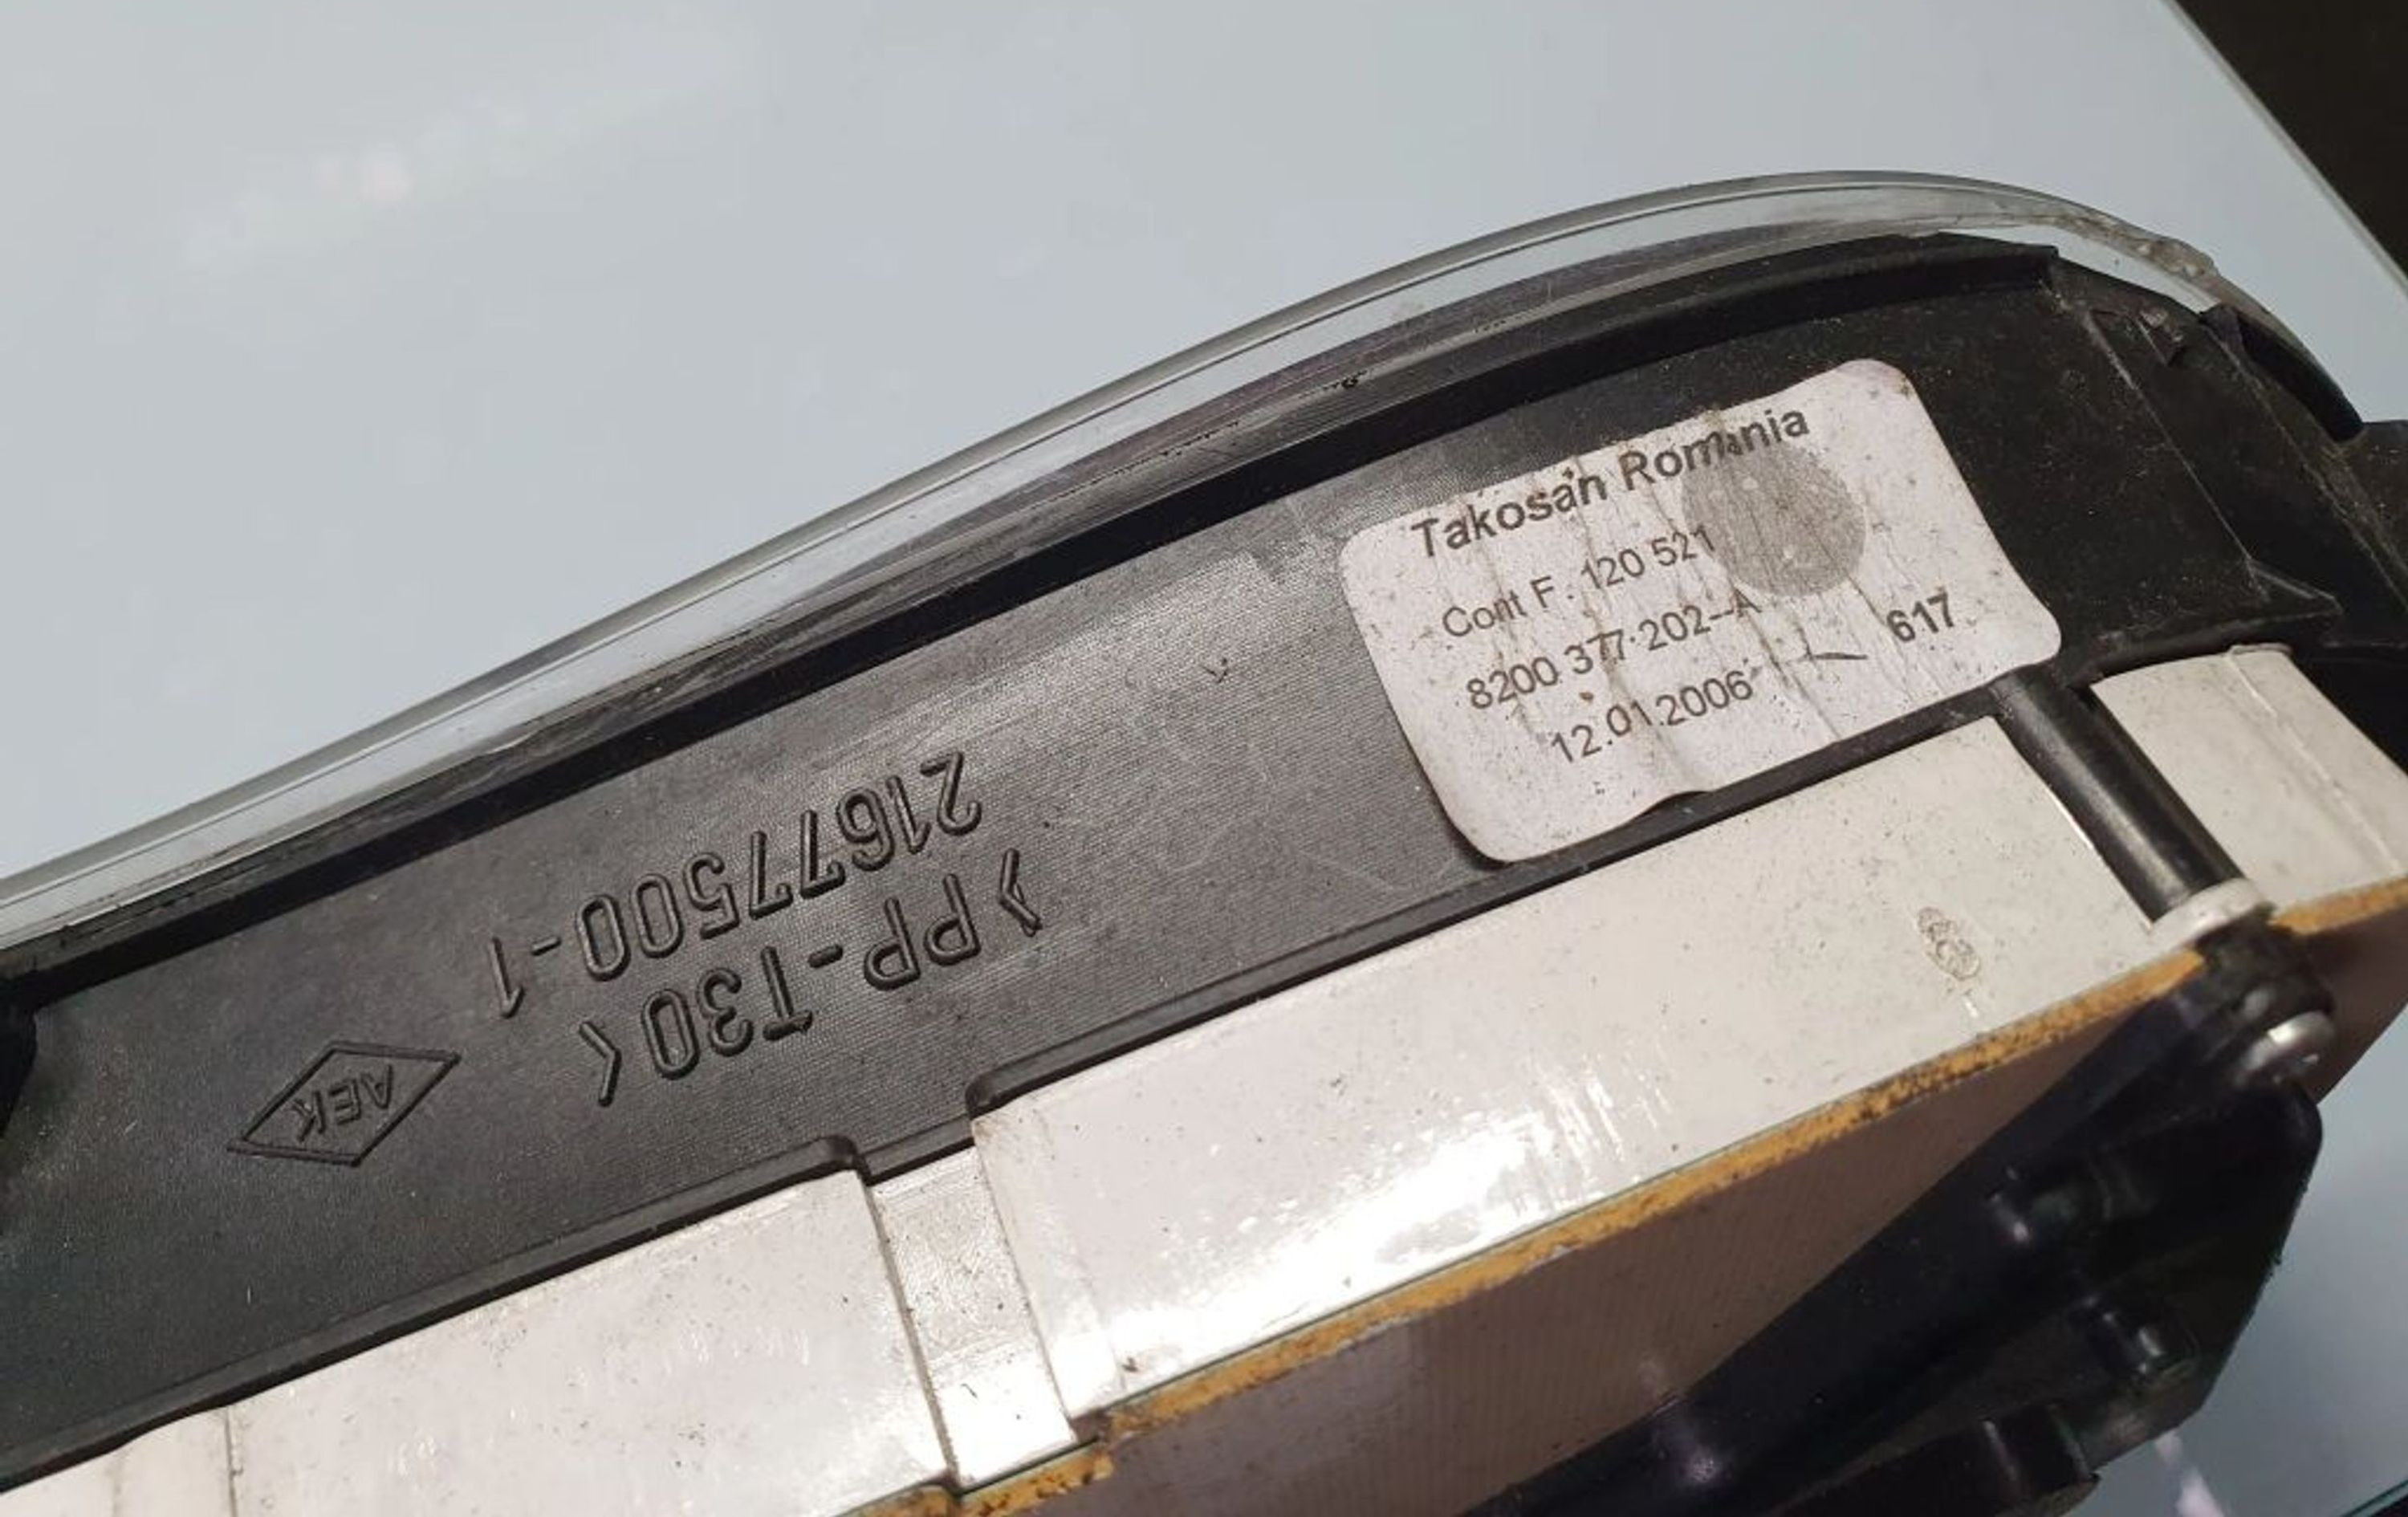 Takosan Romania
Cont F. 120 521
8200 377 202--A
617
12.01.2006
21677500-1
>PP-T30<
AEK